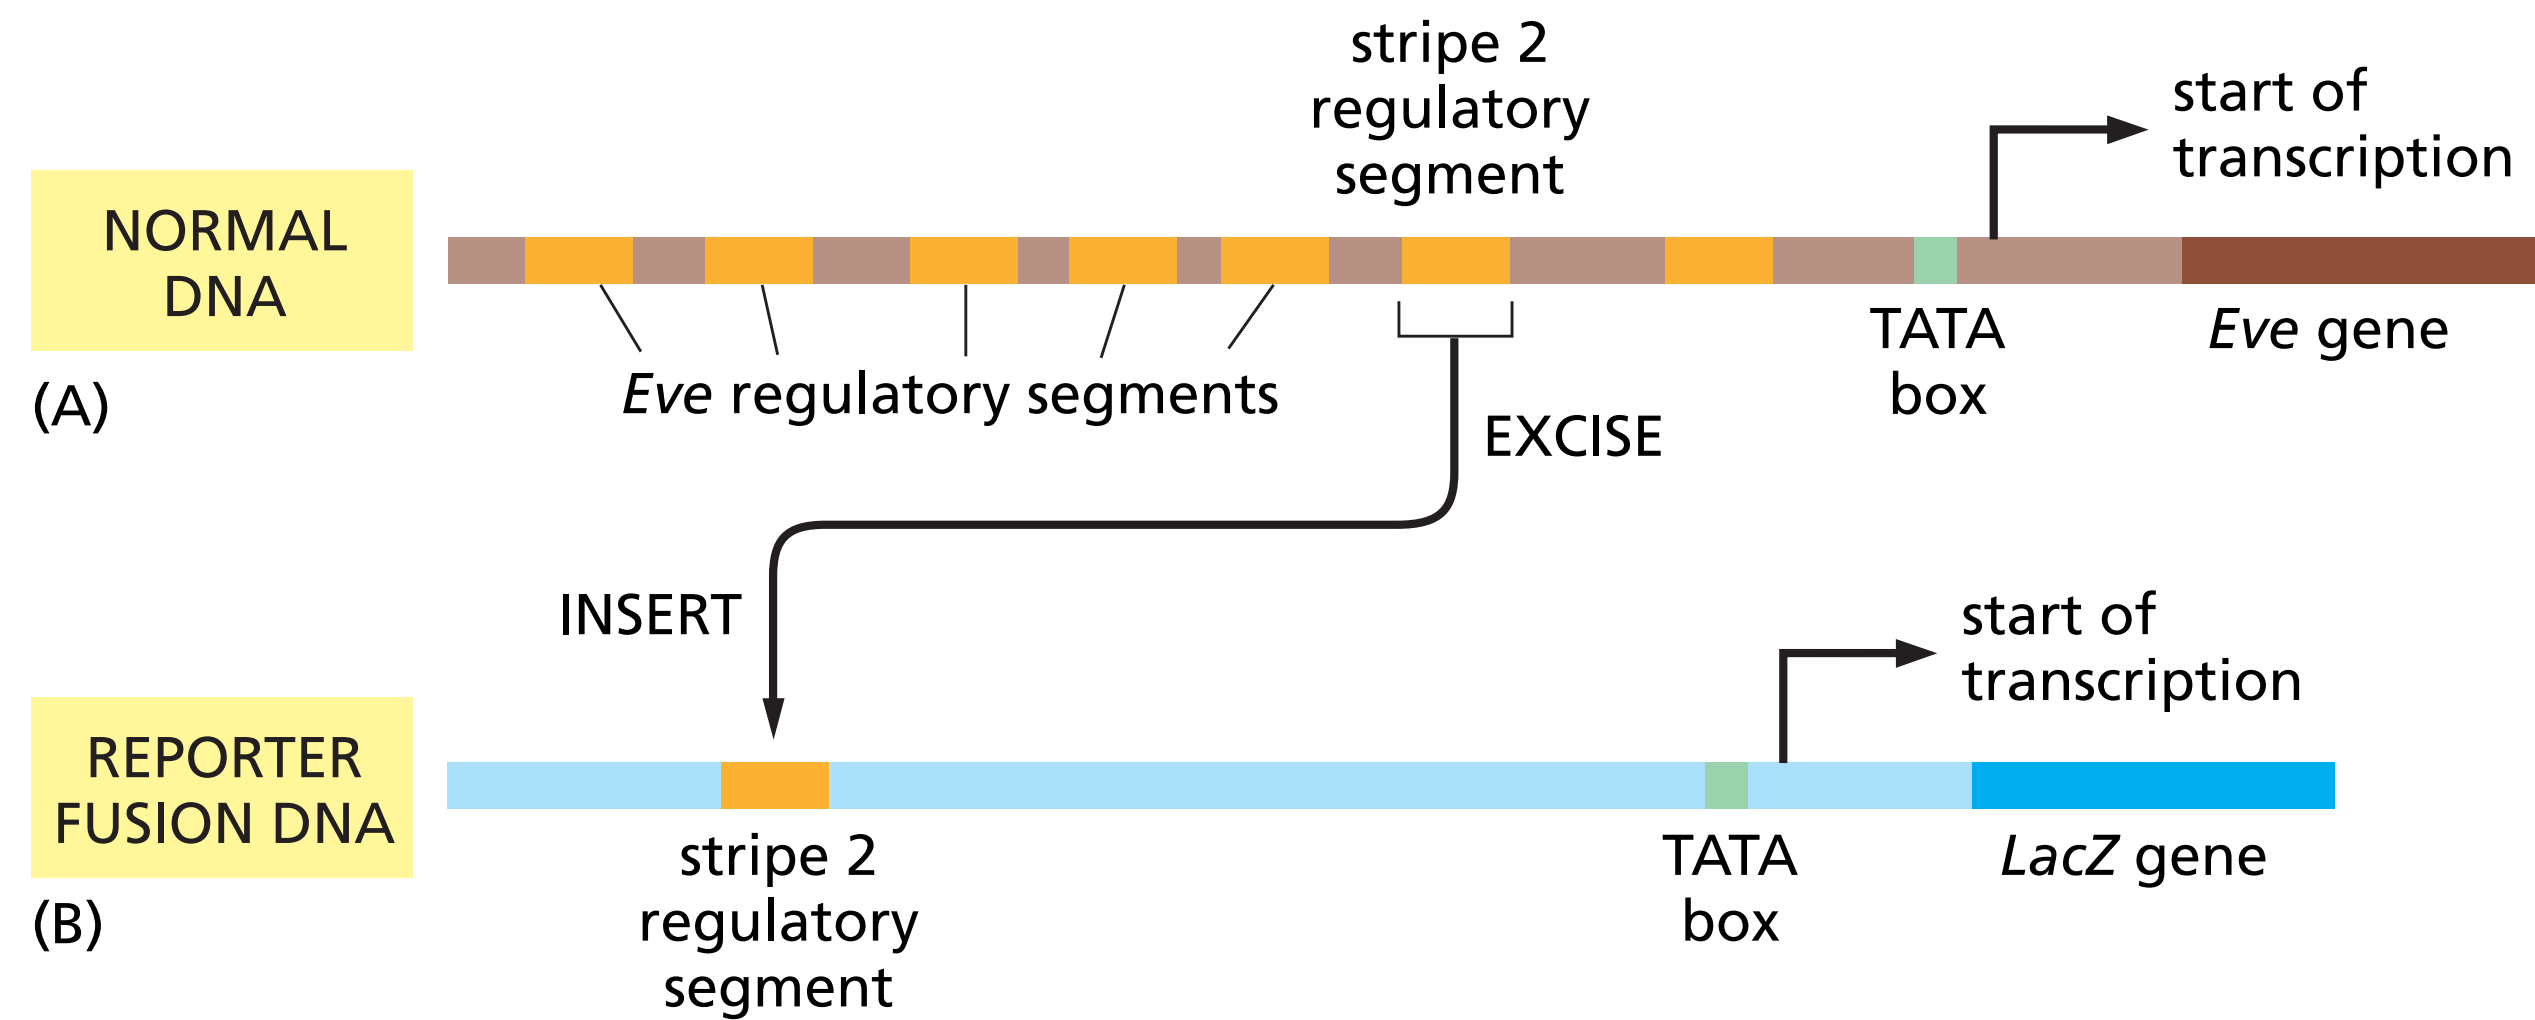 stripe 2
regulatory
segment
start of
transcription
NORMAL
DNA
(A)
Eve regulatory segments
TATA
box
Eve gene
EXCISE
INSERT
start of
transcription
REPORTER
FUSION DNA
(B)
stripe 2
regulatory
segment
TATA
box
LacZ gene